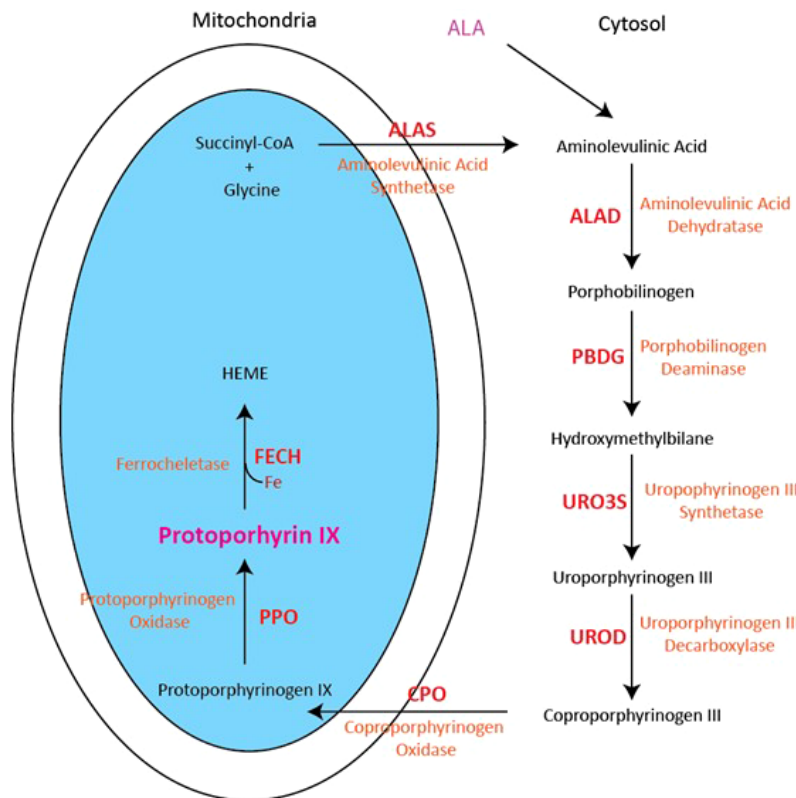 Mitochondria
ALA
Cytosol
Succinyl-CoA
+
Glycine
ALAS
Aminolevulinic Acid
Synthetase
Aminolevulinic Acid
ALAD
Aminolevulinic Acid
Dehydratase
Porphobilinogen
PBDG
Porphobilinogen
Deaminase
Hydroxymethylbilane
URO3S
Uropophyrinogen III
Synthetase
Uroporphyrinogen III
UROD
Uroporphyrinogen II
Decarboxylase
Coproporphyrinogen III
CPO
Coproporphyrinogen
Oxidase
Protoporphyrinogen IX
Protoporphyrinogen
Oxidase
PPO
Protoporhyrin IX
Ferrocheletase
FECH
Fe
HEME